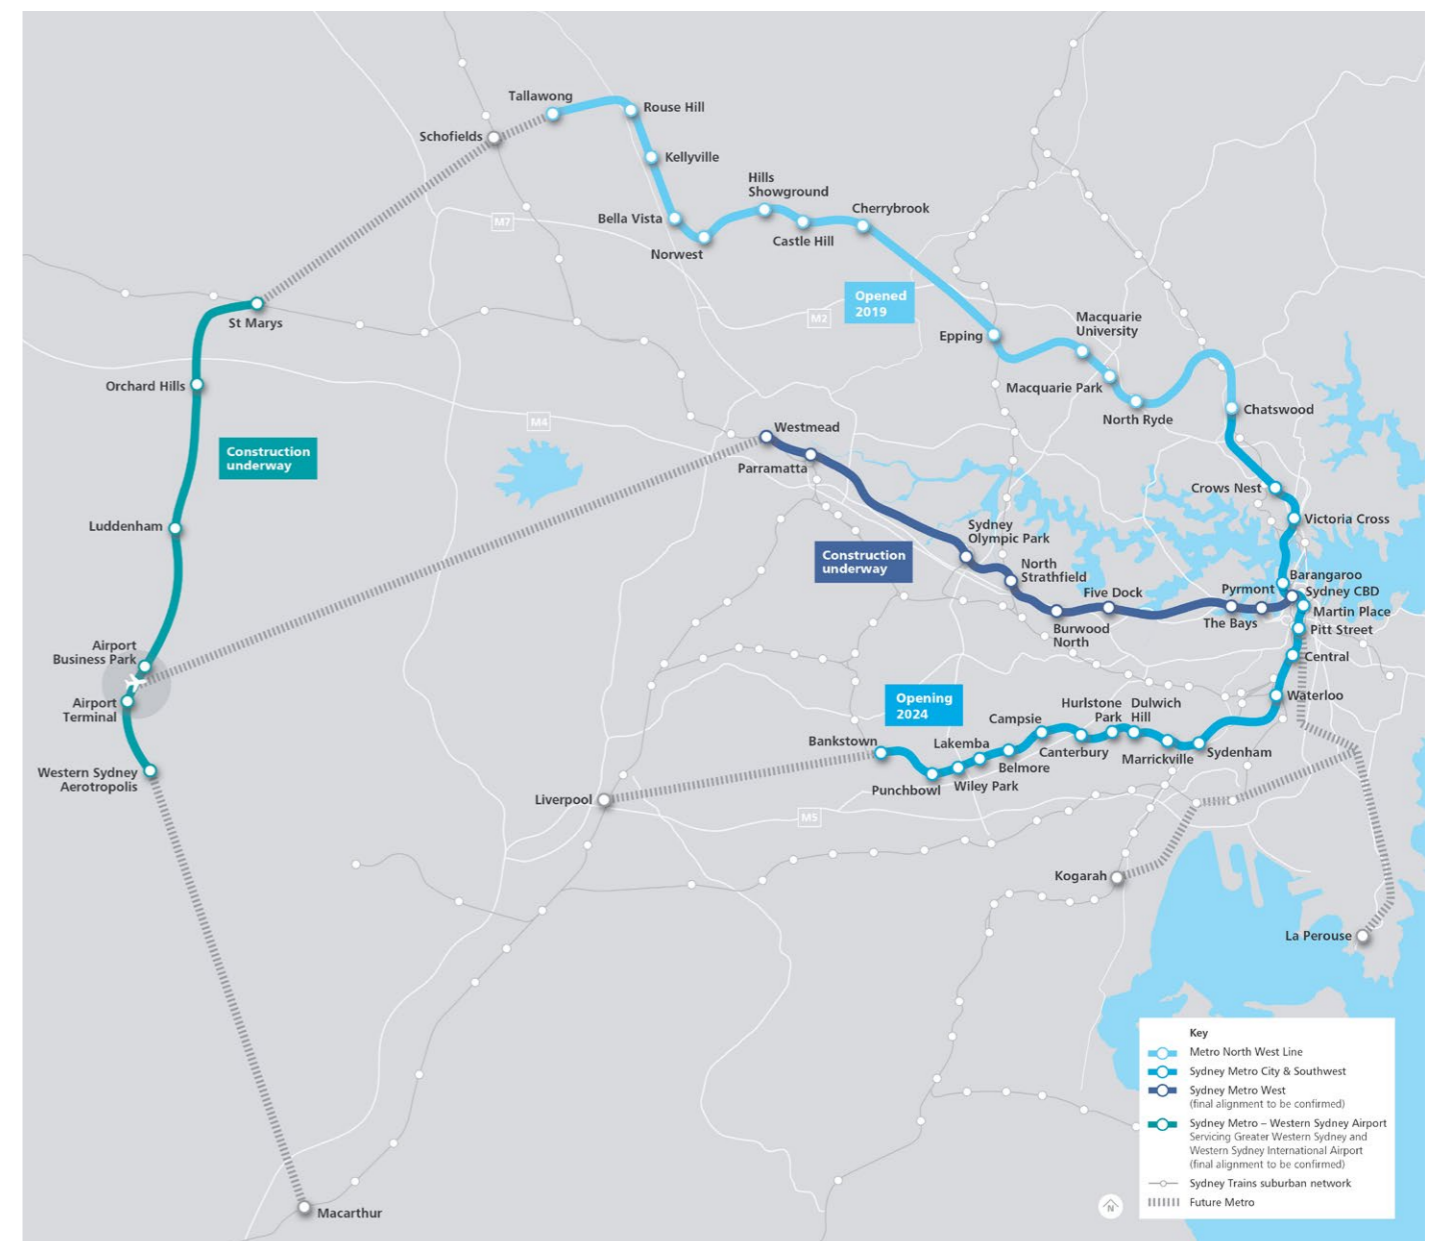 Tallawong
Rouse Hill
Schofields
Kellyville
Hills
Showground
Cherrybrook
Bella Vista
M7
Castle Hill
Norwest
Opened
2019
St Marys
M2
Macquarie
University
Epping
Orchard Hills
Macquarie Park
Chatswood
North Ryde
M4
Westmead
Construction
underway
Parramatta
Crows Nest
Luddenham
Victoria Cross
Sydney
Olympic Park
Construction
underway
North
Strathfield
Barangaroo
Five Dock
Pyrmont
Sydney CBD
Martin Place
The Bays
Burwood
North
Pitt Street
Airport
Business Park
Central
Airport
Terminal
Opening
2024
Waterloo
Hurlstone
Park
Dulwich
Hill
Campsie
Bankstown
Lakemba
Canterbury
Sydenham
Belmore
Marrickville
Western Sydney
Aerotropolis
Punchbowl
Wiley Park
Liverpool
M5
Kogarah
La Perouse
Key
Metro North West Line
Sydney Metro City & Southwest
Sydney Metro West
(final alignment to be confirmed)
Sydney Metro – Western Sydney Airport
Servicing Greater Western Sydney and
Western Sydney International Airport
(final alignment to be confirmed)
Sydney Trains suburban network
Future Metro
N
Macarthur